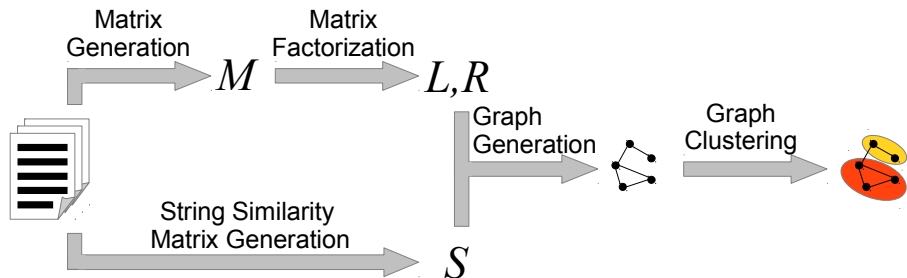 Matrix
Generation
Matrix
Factorization
M
L,R
Graph
Generation
Graph
Clustering
String Similarity
Matrix Generation
S